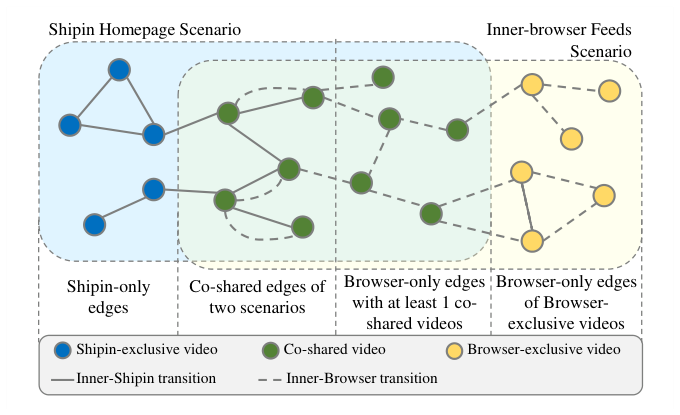 Shipin Homepage Scenario
Inner-browser Feeds
Scenario
Shipin-only
edges
Co-shared edges of
two scenarios
Browser-only edges
with at least 1 co-
shared videos
Browser-only edges
of Browser-
exclusive videos
Shipin-exclusive video
Co-shared video
Browser-exclusive video
Inner-Shipin transition
Inner-Browser transition